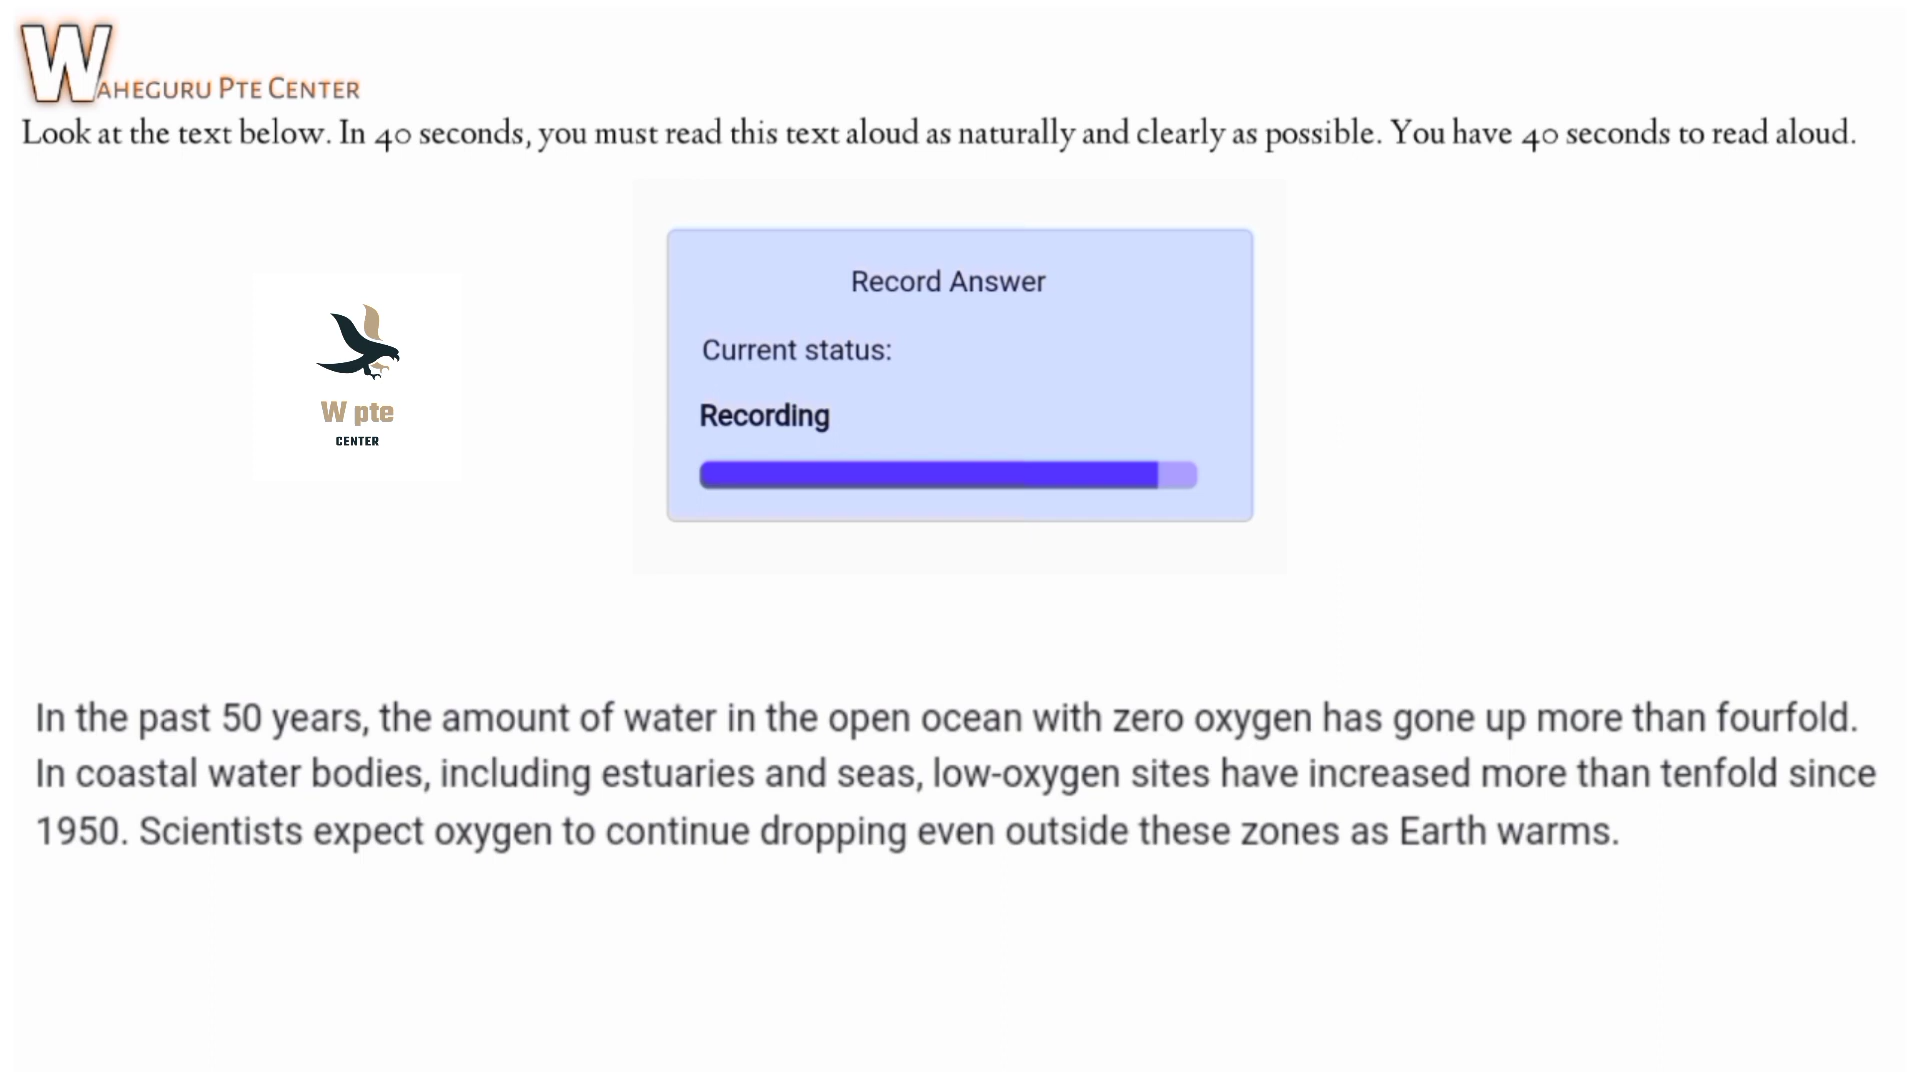 WAHEGURU PTE CENTER
Look at the text below. In 40 seconds, you must read this text aloud as naturally and clearly as possible. You have 40 seconds to read aloud.
Record Answer
Current status:
Recording
W pte
CENTER
In the past 50 years, the amount of water in the open ocean with zero oxygen has gone up more than fourfold.
In coastal water bodies, including estuaries and seas, low-oxygen sites have increased more than tenfold since
1950. Scientists expect oxygen to continue dropping even outside these zones as Earth warms.